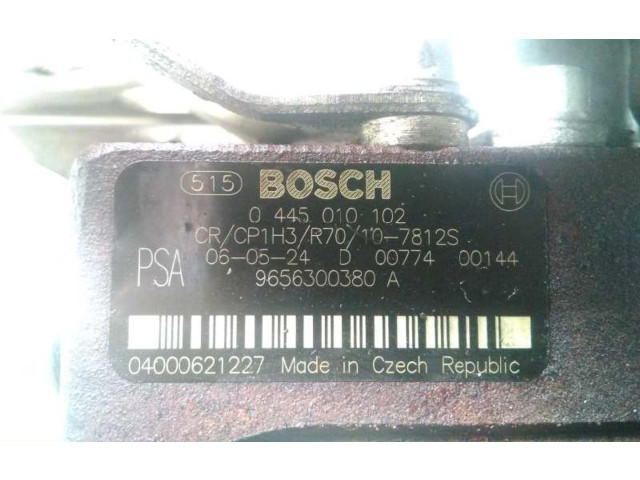 515 BOSCH
0 445 010 102
CR/CP1H3/R70/10-7812S
PSA 06-05-24 D 00774 00144
9656300380 A
04000621227 Made in Czech Republic